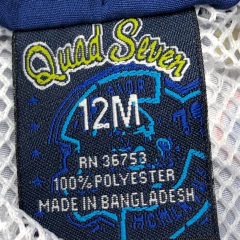 Quad Seven
12M
RN 36753
100% POLYESTER
MADE IN BANGLADESH